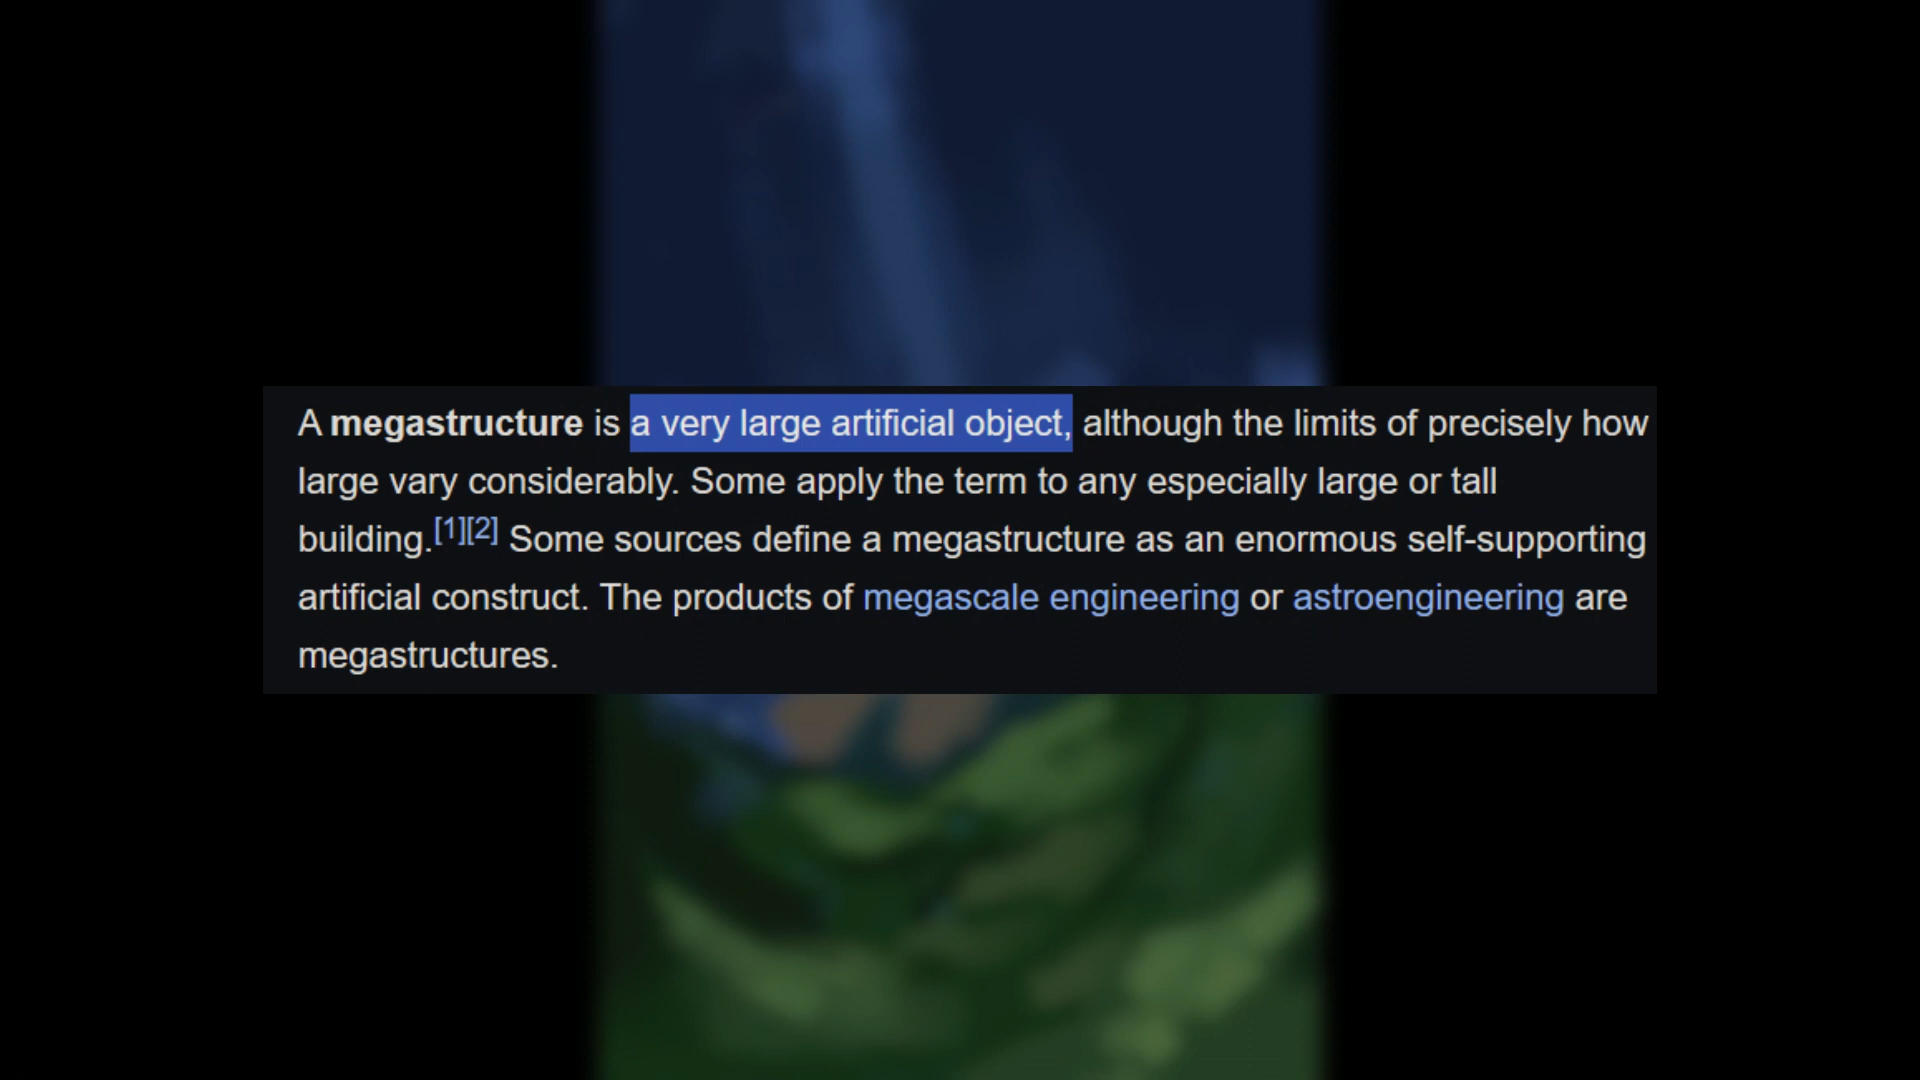 A megastructure is a very large artificial object, although the limits of precisely how
large vary considerably. Some apply the term to any especially large or tall
building.[1][2] Some sources define a megastructure as an enormous self-supporting
artificial construct. The products of megascale engineering or astroengineering are
megastructures.